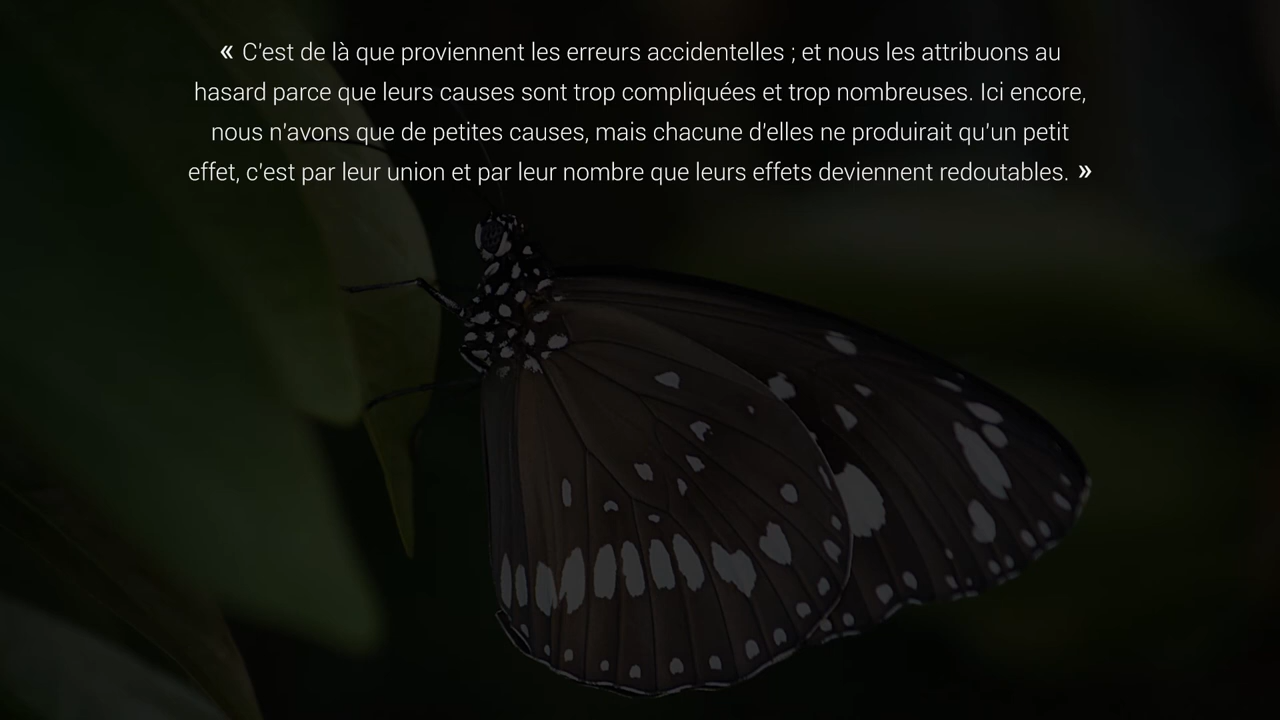 « C'est de là que proviennent les erreurs accidentelles ; et nous les attribuons au
hasard parce que leurs causes sont trop compliquées et trop nombreuses. Ici encore,
nous n'avons que de petites causes, mais chacune d'elles ne produirait qu'un petit
effet, c'est par leur union et par leur nombre que leurs effets deviennent redoutables. »